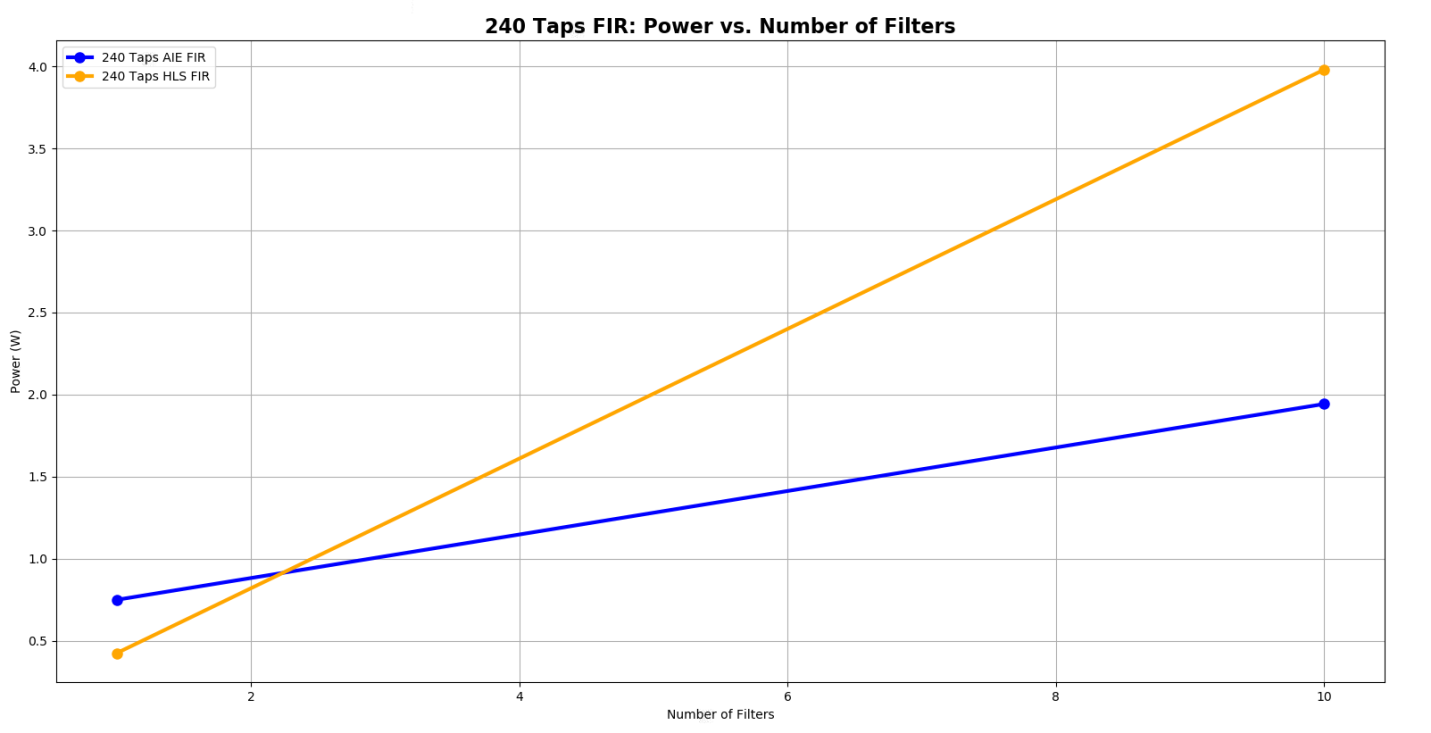 240 Taps FIR: Power vs. Number of Filters
240 Taps AIE FIR
240 Taps HLS FIR
4.0
3.5
3.0
2.5
2.0
1.5
1.0
0.5
Power (W)
2 4 6 8 10
Number of Filters